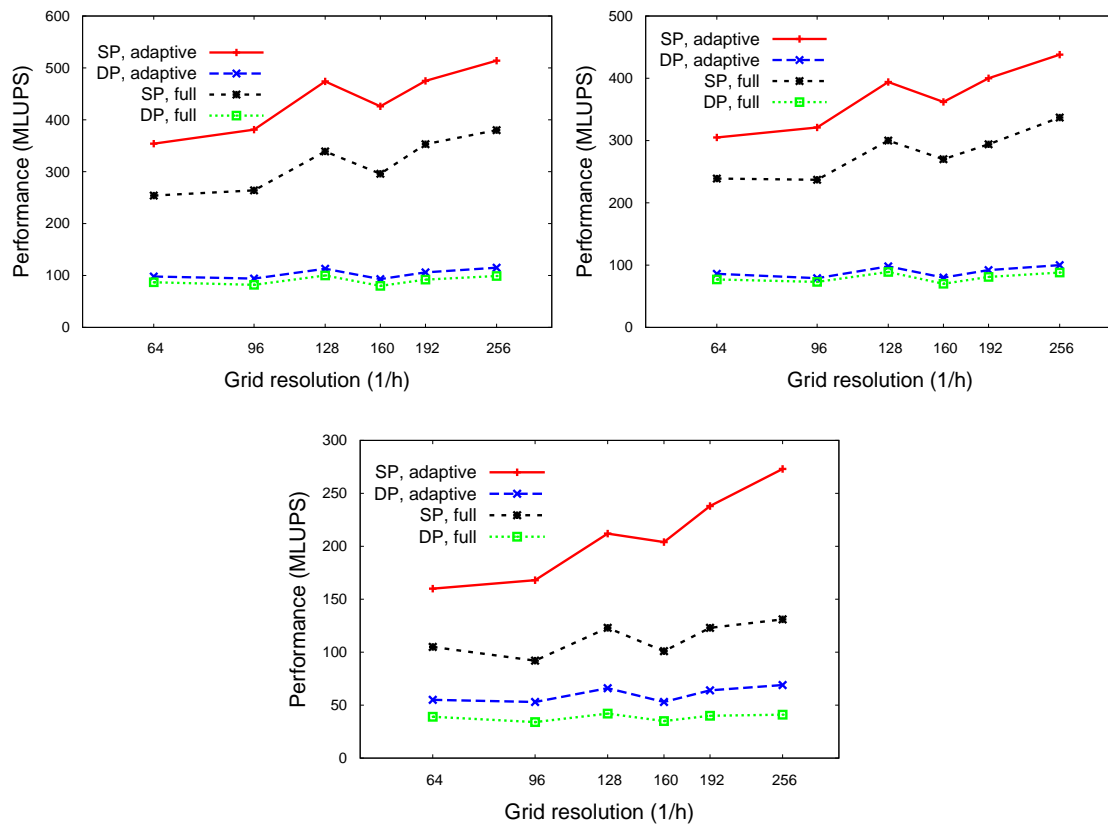 600
500
400
300
200
100
0
Performance (MLUPS)
SP, adaptive
DP, adaptive
SP, full
DP, full
64
96
128
160
192
256
Grid resolution (1/h)
500
400
300
200
100
0
Performance (MLUPS)
SP, adaptive
DP, adaptive
SP, full
DP, full
64
96
128
160
192
256
Grid resolution (1/h)
300
250
200
150
100
50
0
Performance (MLUPS)
SP, adaptive
DP, adaptive
SP, full
DP, full
64
96
128
160
192
256
Grid resolution (1/h)